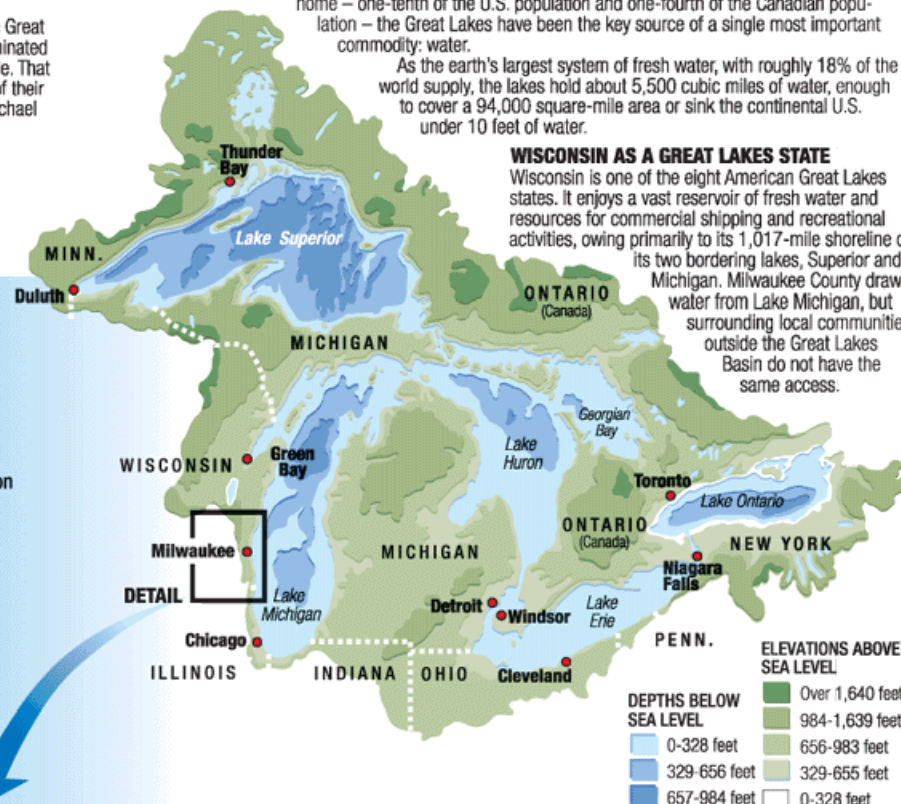 Great
ninated
e. That
of their
chael
home – one-tenth of the U.S. population and one-fourth of the Canadian popu-
lation – the Great Lakes have been the key source of a single most important
commodity: water.
As the earth's largest system of fresh water, with roughly 18% of the
world supply, the lakes hold about 5,500 cubic miles of water, enough
to cover a 94,000 square-mile area or sink the continental U.S.
under 10 feet of water.
WISCONSIN AS A GREAT LAKES STATE
Wisconsin is one of the eight American Great Lakes
states. It enjoys a vast reservoir of fresh water and
resources for commercial shipping and recreational
activities, owing primarily to its 1,017-mile shoreline o
its two bordering lakes, Superior and
Michigan. Milwaukee County draw
water from Lake Michigan, but
surrounding local communitie
outside the Great Lakes
Basin do not have the
same access.
Thunder
Bay
Lake Superior
MINN.
Duluth
ONTARIO
(Canada)
MICHIGAN
Georgian
Bay
Lake
Huron
WISCONSIN
Green
Bay
on
Toronto
Lake Ontario
ONTARIO
(Canada)
NEW YORK
Milwaukee
MICHIGAN
Niagara
Falls
DETAIL
Lake
Michigan
Detroit
Windsor
Lake
Erie
Chicago
PENN.
ILLINOIS
INDIANA
OHIO
Cleveland
DEPTHS BELOW
SEA LEVEL
0-328 feet
329-656 feet
657-984 feet
ELEVATIONS ABOVE
SEA LEVEL
Over 1,640 feet
984-1,639 feet
656-983 feet
329-655 feet
0-328 feet